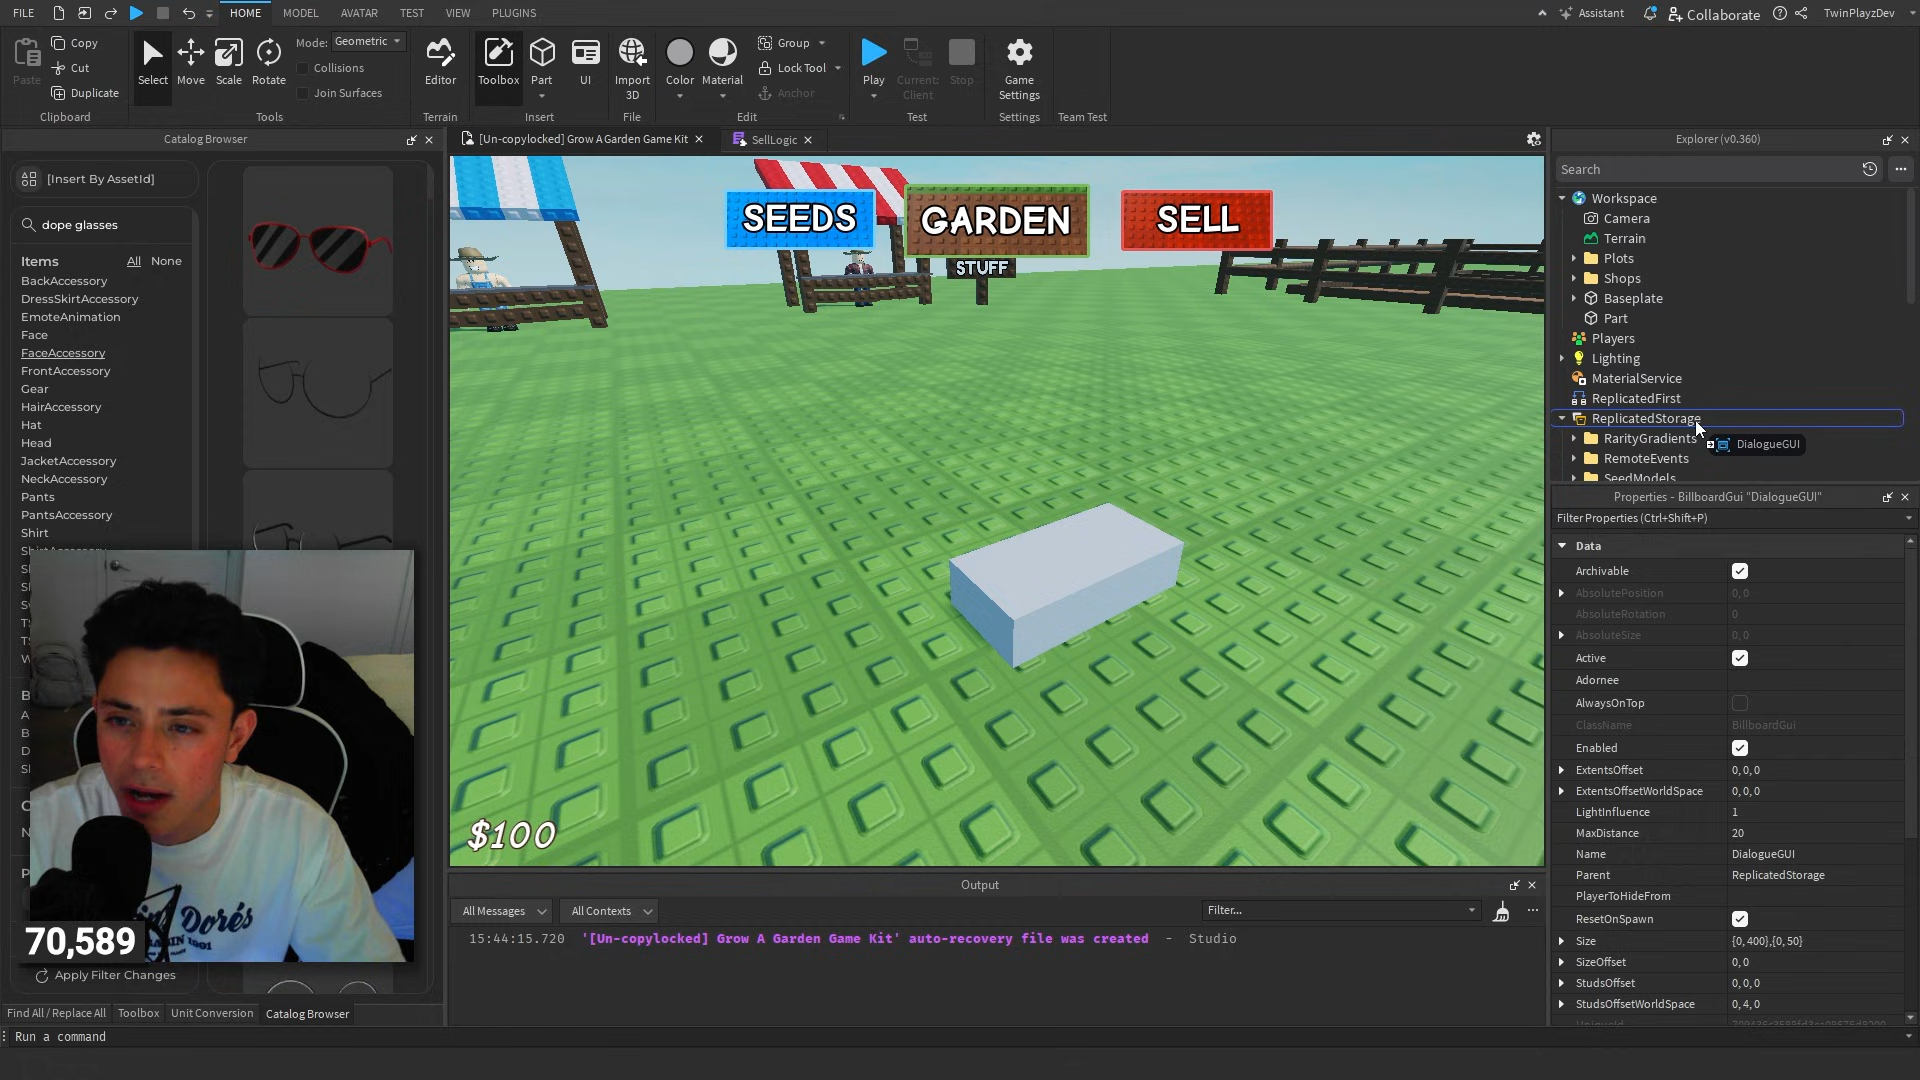 FILE
HOME
MODEL
AVATAR
TEST
VIEW
PLUGINS
Assistant
Collaborate
TwinPlayzDev
Paste
Copy
Cut
Duplicate
Clipboard
Select
Move
Scale
Rotate
Mode:
Geometric
Collisions
Join Surfaces
Tools
Editor
Terrain
Toolbox
Part
UI
Insert
Import
3D
File
Color
Material
Group
Lock Tool
Anchor
Edit
Play
Current:
Client
Stop
Test
Game
Settings
Settings
Team Test
Catalog Browser
[Insert By AssetId]
dope glasses
Items
All
None
BackAccessory
DressSkirtAccessory
EmoteAnimation
Face
FaceAccessory
FrontAccessory
Gear
HairAccessory
Hat
Head
JacketAccessory
NeckAccessory
Pants
PantsAccessory
Shirt
70,589
Apply Filter Changes
Find All / Replace All
Toolbox
Unit Conversion
Catalog Browser
[Un-copylocked] Grow A Garden Game Kit
SellLogic
SEEDS
GARDEN
SELL
STUFF
$100
Output
All Messages
All Contexts
Filter...
15:44:15.720 '[Un-copylocked] Grow A Garden Game Kit' auto-recovery file was created - Studio
Explorer (v0.360)
Search
Workspace
Camera
Terrain
Plots
Shops
Baseplate
Part
Players
Lighting
MaterialService
ReplicatedFirst
ReplicatedStorage
RarityGradients
DialogueGUI
RemoteEvents
SeedModels
Properties - BillboardGui "DialogueGUI"
Filter Properties (Ctrl+Shift+P)
Data
Archivable
AbsolutePosition 0, 0
AbsoluteRotation 0
AbsoluteSize 0, 0
Active
Adornee
AlwaysOnTop
ClassName BillboardGui
Enabled
ExtentsOffset 0, 0, 0
ExtentsOffsetWorldSpace 0, 0, 0
LightInfluence 1
MaxDistance 20
Name DialogueGUI
Parent ReplicatedStorage
PlayerToHideFrom
ResetOnSpawn
Size {0, 400},{0, 50}
SizeOffset 0, 0
StudsOffset 0, 0, 0
StudsOffsetWorldSpace 0, 4, 0
Run a command